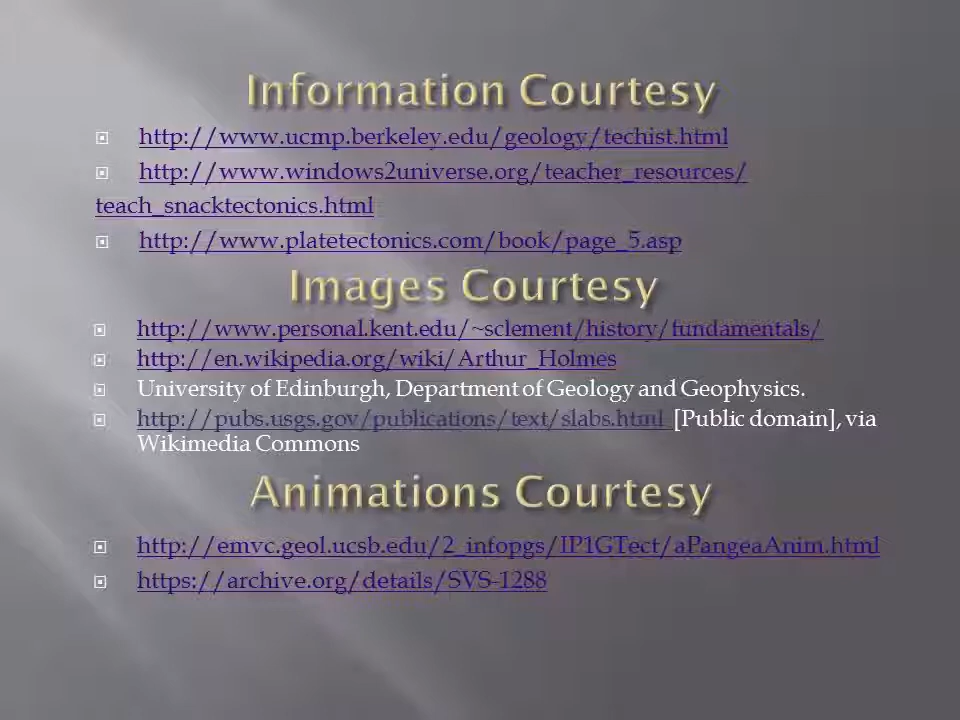 Information Courtesy
http://www.ucmp.berkeley.edu/geology/techist.html
http://www.windows2universe.org/teacher_resources/
teach_snacktectonics.html
http://www.platetectonics.com/book/page_5.asp
Images Courtesy
http://www.personal.kent.edu/~sclement/history/fundamentals/
http://en.wikipedia.org/wiki/Arthur_Holmes
University of Edinburgh, Department of Geology and Geophysics.
http://pubs.usgs.gov/publications/text/slabs.html [Public domain], via
Wikimedia Commons
Animations Courtesy
http://emvc.geol.ucsb.edu/2_infopgs/IP1GTect/aPangeaAnim.html
https://archive.org/details/SVS-1288